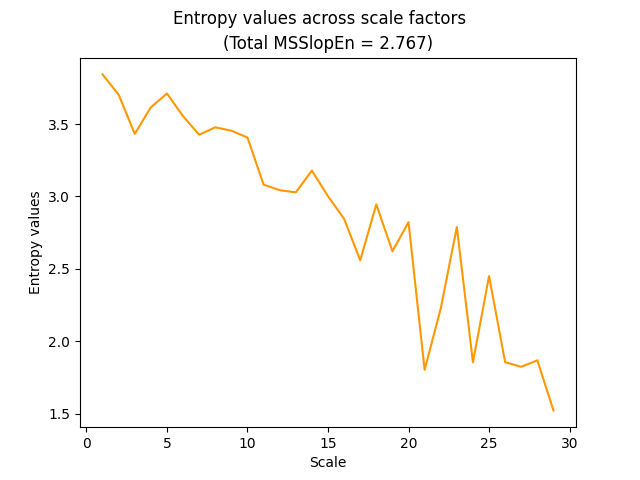 Entropy values across scale factors
(Total MSSlopEn = 2.767)
3.5
3.0
2.5
2.0
1.5
Entropy values
0 5 10 15 20 25 30
Scale